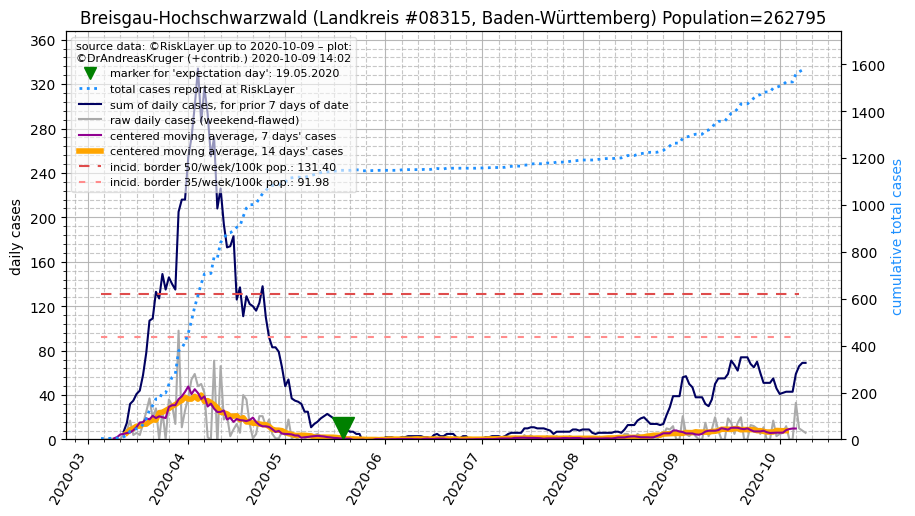 Breisgau-Hochschwarzwald (Landkreis #08315, Baden-Württemberg) Population=262795
source data: ©RiskLayer up to 2020-10-09 – plot:
©DrAndreasKruger (+contrib.) 2020-10-09 14:02
marker for 'expectation day': 19.05.2020
total cases reported at RiskLayer
sum of daily cases, for prior 7 days of date
raw daily cases (weekend-flawed)
centered moving average, 7 days' cases
centered moving average, 14 days' cases
incid. border 50/week/100k pop.: 131.40
incid. border 35/week/100k pop.: 91.98
daily cases
360
320
280
240
200
160
120
80
40
0
cumulative total cases
1600
1400
1200
1000
800
600
400
200
0
2020-03
2020-04
2020-05
2020-06
2020-07
2020-08
2020-09
2020-10